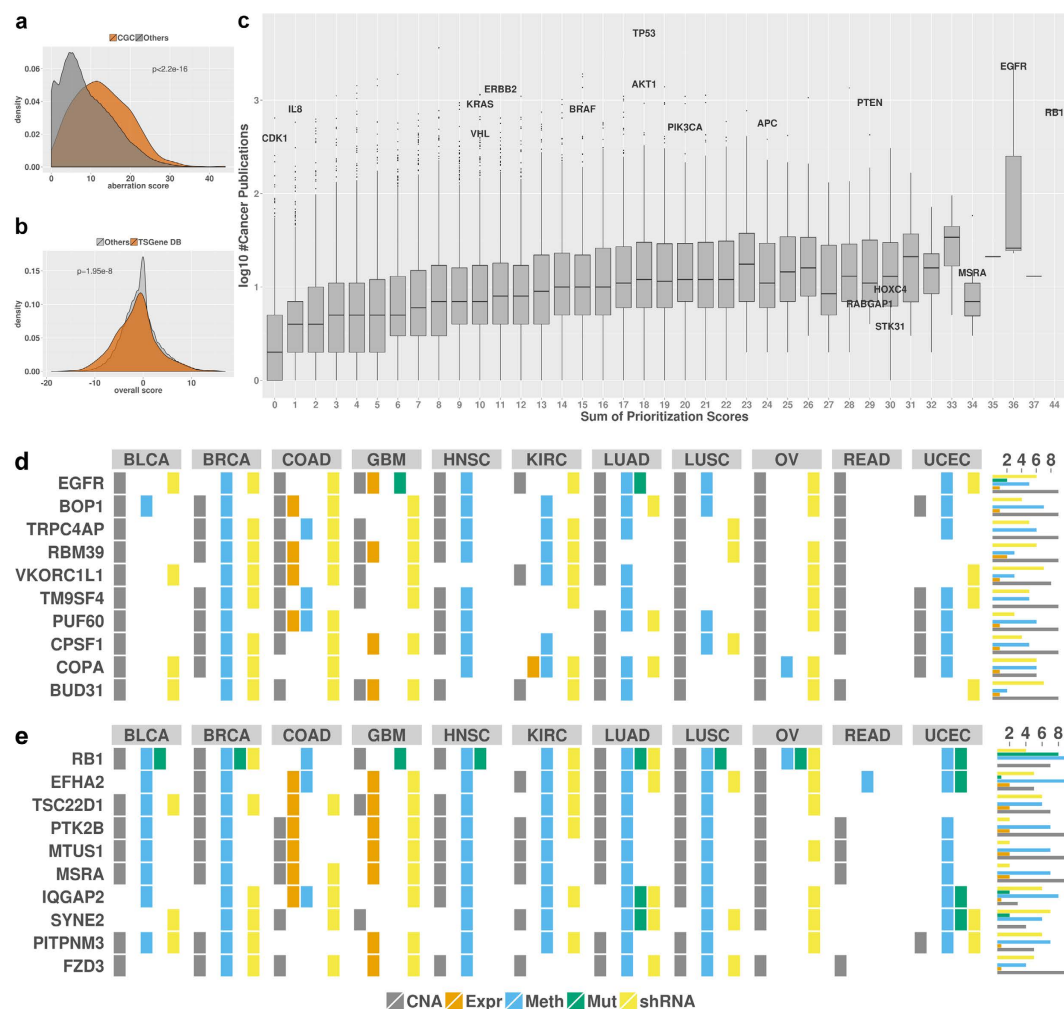 a
CGC Others
p<2.2e-16
density
0.06
0.04
0.02
0.00
0 10 20 30 40
aberration score
b
Others TSGene DB
p=1.95e-8
density
0.15
0.10
0.05
0.00
-20 -10 0 10
overall score
c
log10 #Cancer Publications
3
2
1
0
TP53
EGFR
AKT1
ERBB2
KRAS
IL8
BRAF
PTEN
RB1
CDK1
VHL
PIK3CA
APC
MSRA
HOXC4
RABGAP1
STK31
0 1 2 3 4 5 6 7 8 9 10 11 12 13 14 15 16 17 18 19 20 21 22 23 24 25 26 27 28 29 30 31 32 33 34 35 36 37 44
Sum of Prioritization Scores
d
BLCA BRCA COAD GBM HNSC KIRC LUAD LUSC OV READ UCEC
2 4 6 8
EGFR
BOP1
TRPC4AP
RBM39
VKORC1L1
TM9SF4
PUF60
CPSF1
COPA
BUD31
e
BLCA BRCA COAD GBM HNSC KIRC LUAD LUSC OV READ UCEC
2 4 6 8
RB1
EFHA2
TSC22D1
PTK2B
MTUS1
MSRA
IQGAP2
SYNE2
PITPNM3
FZD3
CNA Expr Meth Mut shRNA